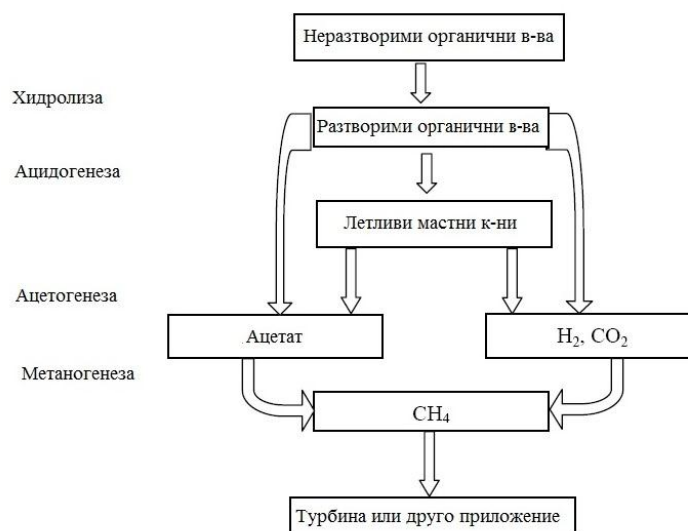 Неразтворими органични в-ва
Хидролиза
Разтворими органични в-ва
Ацидогенеза
Летливи мастни к-ни
Ацетогенеза
Ацетат
H₂, CO₂
Метаногенеза
CH₄
Турбина или друго приложение